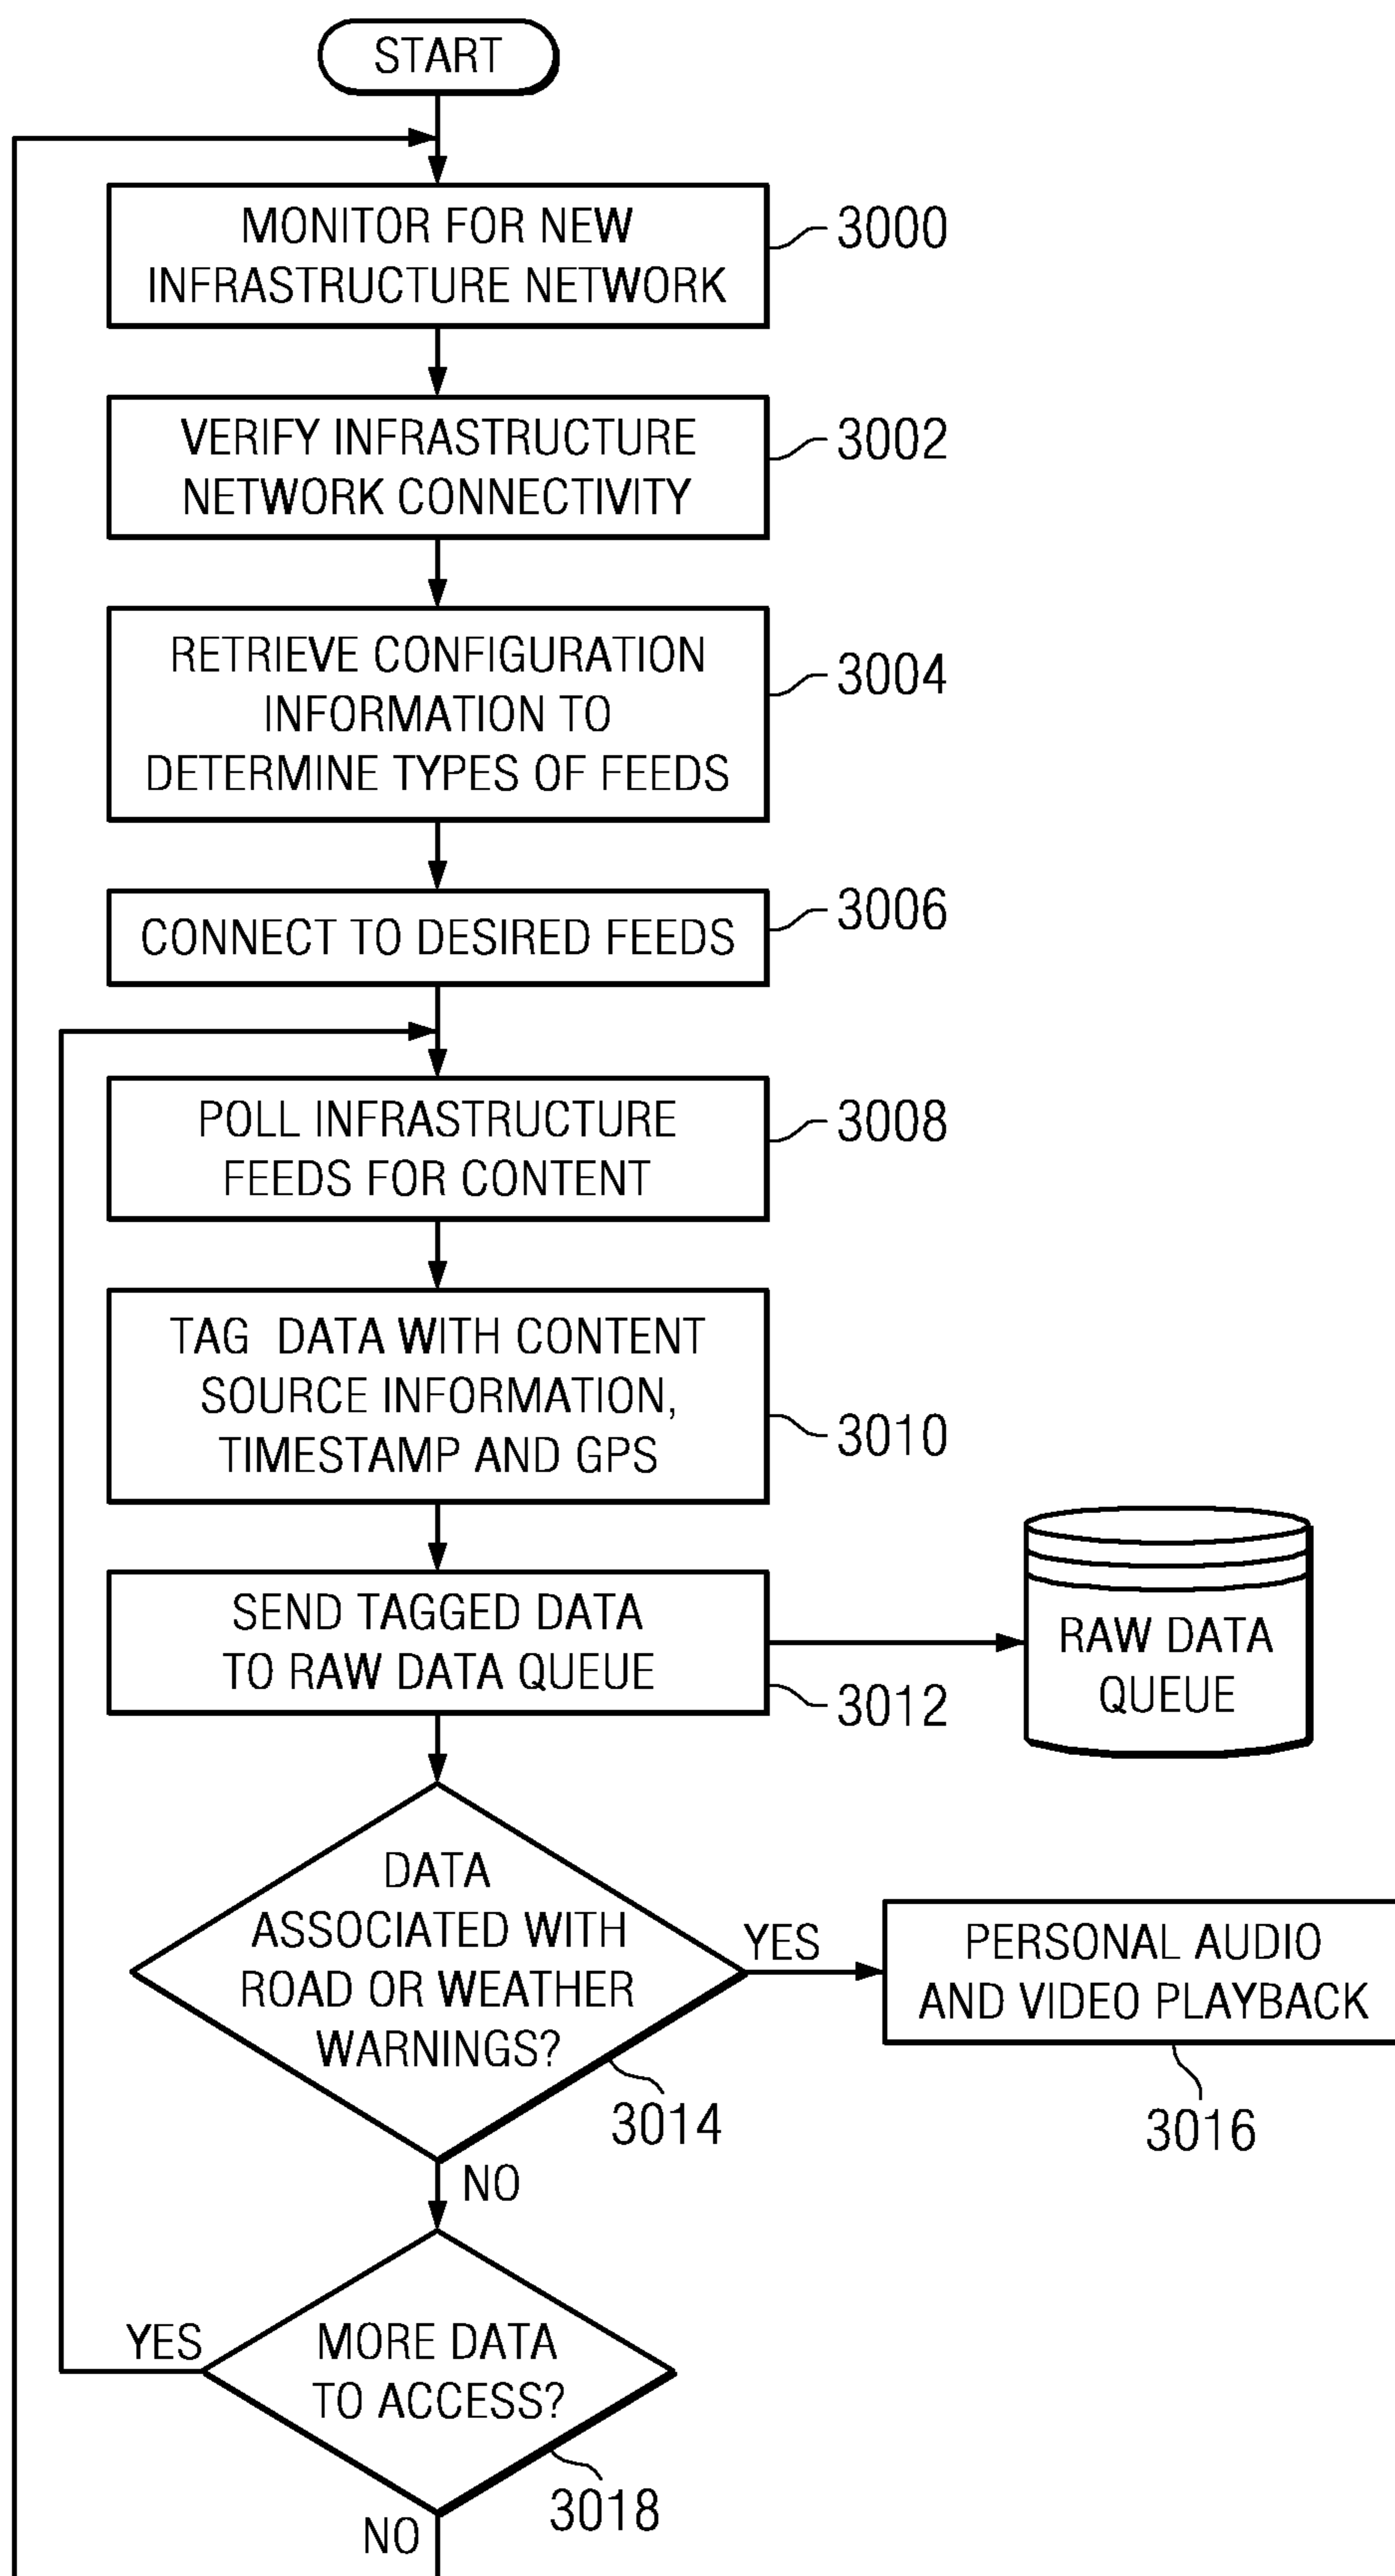 START
MONITOR FOR NEW
INFRASTRUCTURE NETWORK
3000
VERIFY INFRASTRUCTURE
NETWORK CONNECTIVITY
3002
RETRIEVE CONFIGURATION
INFORMATION TO
DETERMINE TYPES OF FEEDS
3004
CONNECT TO DESIRED FEEDS
3006
POLL INFRASTRUCTURE
FEEDS FOR CONTENT
3008
TAG DATA WITH CONTENT
SOURCE INFORMATION,
TIMESTAMP AND GPS
3010
SEND TAGGED DATA
TO RAW DATA QUEUE
3012
RAW DATA
QUEUE
DATA
ASSOCIATED WITH
ROAD OR WEATHER
WARNINGS?
3014
YES
PERSONAL AUDIO
AND VIDEO PLAYBACK
3016
NO
YES
MORE DATA
TO ACCESS?
3018
NO